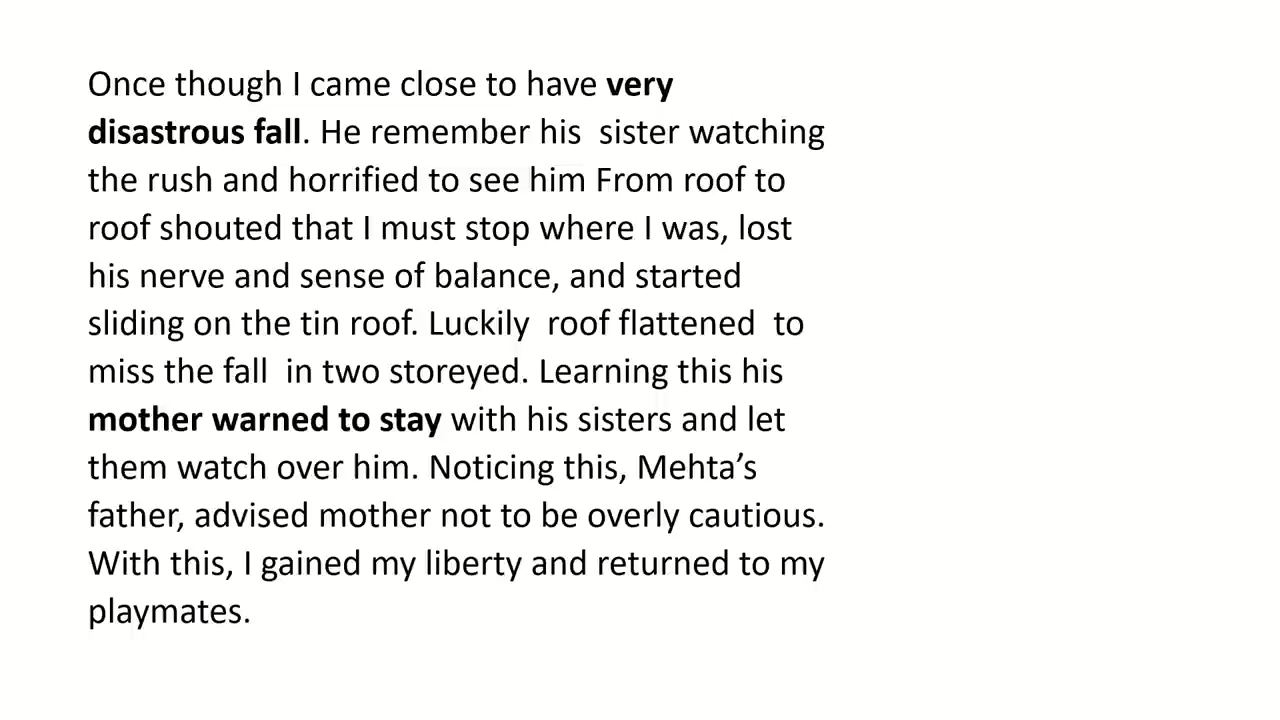 Once though I came close to have very
disastrous fall. He remember his  sister watching
the rush and horrified to see him From roof to
roof shouted that I must stop where I was, lost
his nerve and sense of balance, and started
sliding on the tin roof. Luckily  roof flattened  to
miss the fall  in two storeyed. Learning this his
mother warned to stay with his sisters and let
them watch over him. Noticing this, Mehta’s
father, advised mother not to be overly cautious.
With this, I gained my liberty and returned to my
playmates.